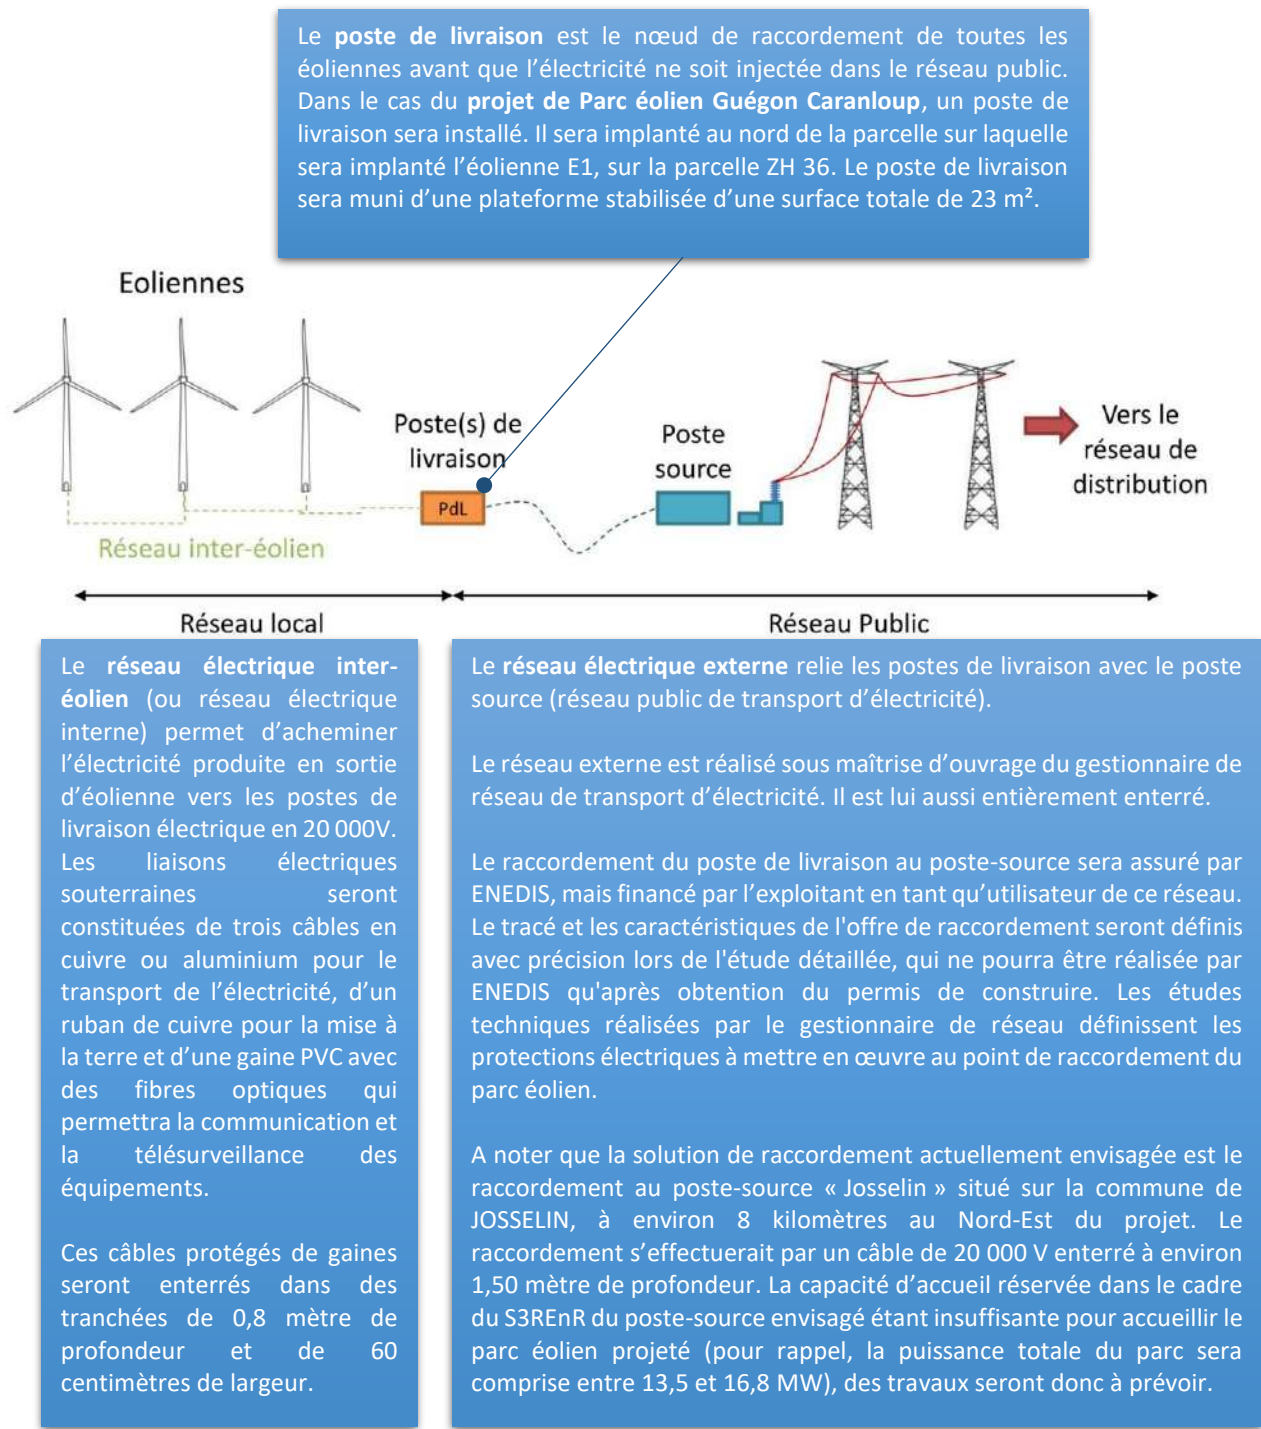 Le poste de livraison est le nœud de raccordement de toutes les
éoliennes avant que l’électricité ne soit injectée dans le réseau public.
Dans le cas du projet de Parc éolien Guégon Caranloup, un poste de
livraison sera installé. Il sera implanté au nord de la parcelle sur laquelle
sera implanté l’éolienne E1, sur la parcelle ZH 36. Le poste de livraison
sera muni d’une plateforme stabilisée d’une surface totale de 23 m².
Eoliennes
Poste(s) de
livraison
PdL
Poste
source
Vers le
réseau de
distribution
Réseau inter-éolien
Réseau local
Réseau Public
Le réseau électrique inter-
éolien (ou réseau électrique
interne) permet d’acheminer
l’électricité produite en sortie
d’éolienne vers les postes de
livraison électrique en 20 000V.
Les liaisons électriques
souterraines seront
constituées de trois câbles en
cuivre ou aluminium pour le
transport de l’électricité, d’un
ruban de cuivre pour la mise à
la terre et d’une gaine PVC avec
des fibres optiques qui
permettra la communication et
la télésurveillance des
équipements.
Ces câbles protégés de gaines
seront enterrés dans des
tranchées de 0,8 mètre de
profondeur et de 60
centimètres de largeur.
Le réseau électrique externe relie les postes de livraison avec le poste
source (réseau public de transport d’électricité).
Le réseau externe est réalisé sous maîtrise d’ouvrage du gestionnaire de
réseau de transport d’électricité. Il est lui aussi entièrement enterré.
Le raccordement du poste de livraison au poste-source sera assuré par
ENEDIS, mais financé par l’exploitant en tant qu’utilisateur de ce réseau.
Le tracé et les caractéristiques de l'offre de raccordement seront définis
avec précision lors de l'étude détaillée, qui ne pourra être réalisée par
ENEDIS qu'après obtention du permis de construire. Les études
techniques réalisées par le gestionnaire de réseau définissent les
protections électriques à mettre en œuvre au point de raccordement du
parc éolien.
A noter que la solution de raccordement actuellement envisagée est le
raccordement au poste-source « Josselin » situé sur la commune de
JOSSELIN, à environ 8 kilomètres au Nord-Est du projet. Le
raccordement s’effectuerait par un câble de 20 000 V enterré à environ
1,50 mètre de profondeur. La capacité d’accueil réservée dans le cadre
du S3REnR du poste-source envisagé étant insuffisante pour accueillir le
parc éolien projeté (pour rappel, la puissance totale du parc sera
comprise entre 13,5 et 16,8 MW), des travaux seront donc à prévoir.